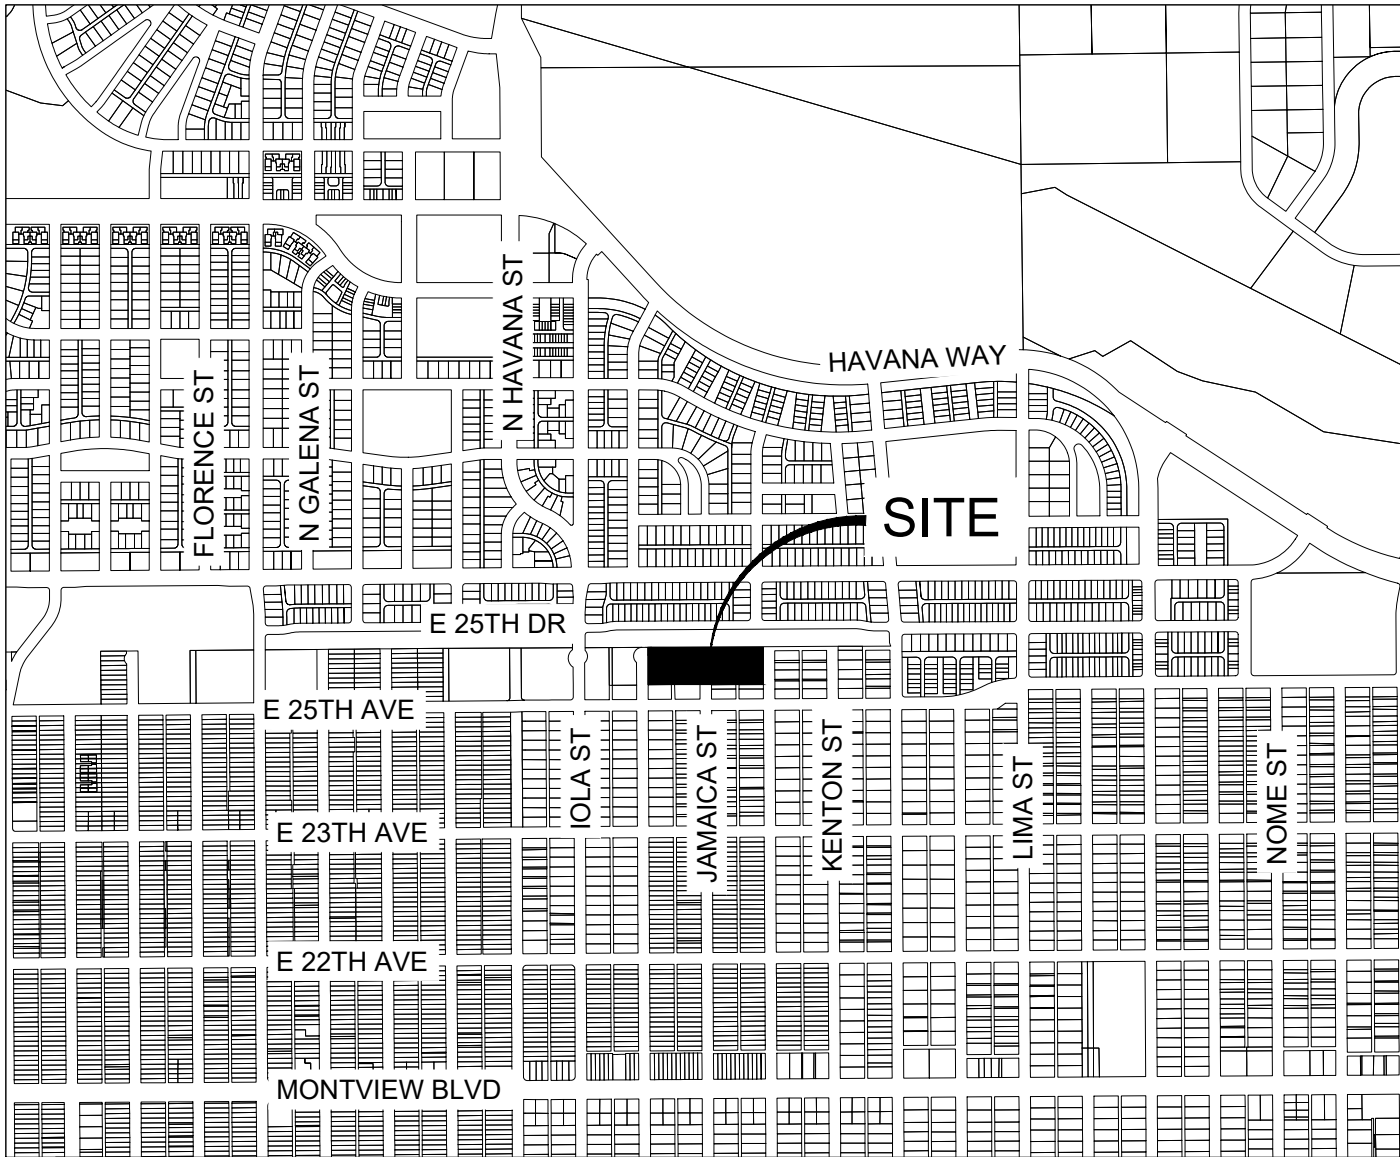 N HAVANA ST
HAVANA WAY
FLORENCE ST
N GALENA ST
SITE
E 25TH DR
E 25TH AVE
IOLA ST
JAMAICA ST
KENTON ST
LIMA ST
NOME ST
E 23TH AVE
E 22TH AVE
MONTVIEW BLVD